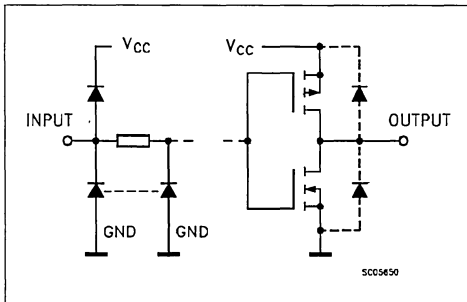 VCC
VCC
INPUT
OUTPUT
GND
GND
SC05650